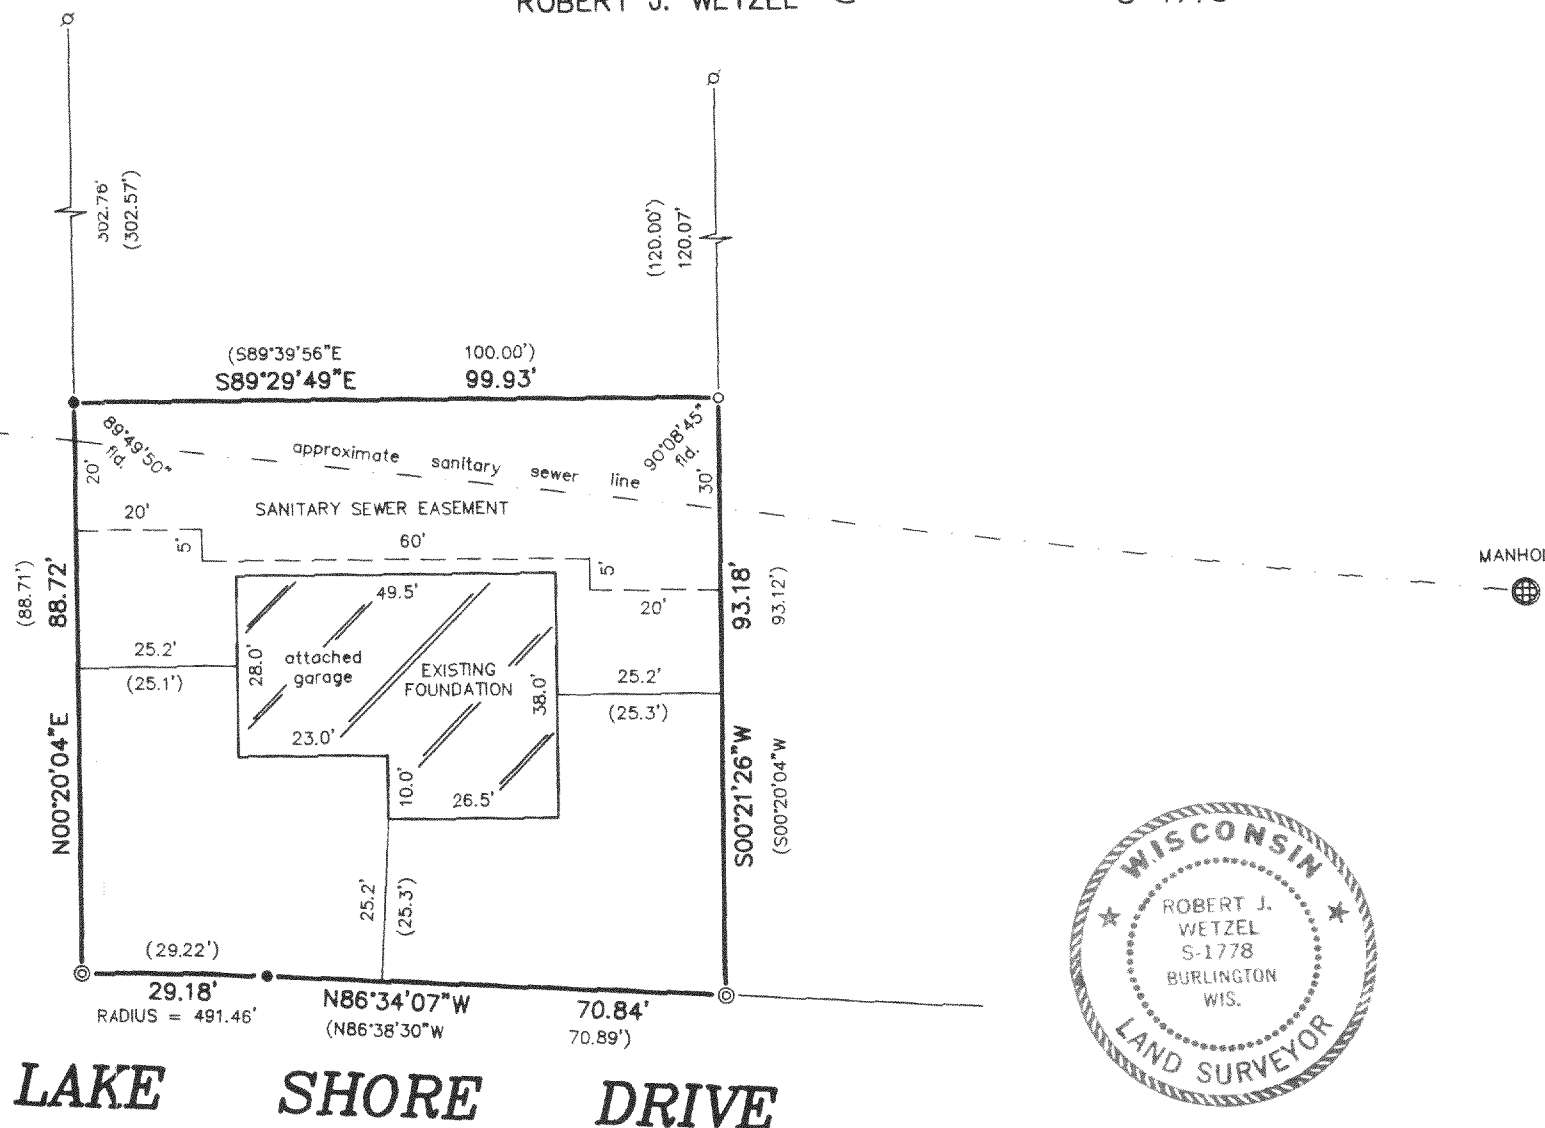 ROBERT J. WETZEL S-1778
302.76'
(302.57')
(120.00')
120.07'
(S89°39'56"E 100.00')
S89°29'49"E 99.93'
89°49'50"
fld.
90°08'45"
fld.
approximate sanitary sewer line
20'
30'
SANITARY SEWER EASEMENT
20'
5'
60'
5'
20'
MANHOL
(88.71')
88.72'
93.18'
93.12')
49.5'
25.2'
(25.1')
28.0'
attached
garage
EXISTING
FOUNDATION
38.0'
25.2'
(25.3')
23.0'
10.0'
26.5'
N00°20'04"E
S00°21'26"W
(S00°20'04"W
25.2'
(25.3')
(29.22')
29.18'
RADIUS = 491.46'
N86°34'07"W 70.84'
(N86°38'30"W 70.89')
LAKE SHORE DRIVE
WISCONSIN
ROBERT J.
WETZEL
S-1778
BURLINGTON
WIS.
LAND SURVEYOR